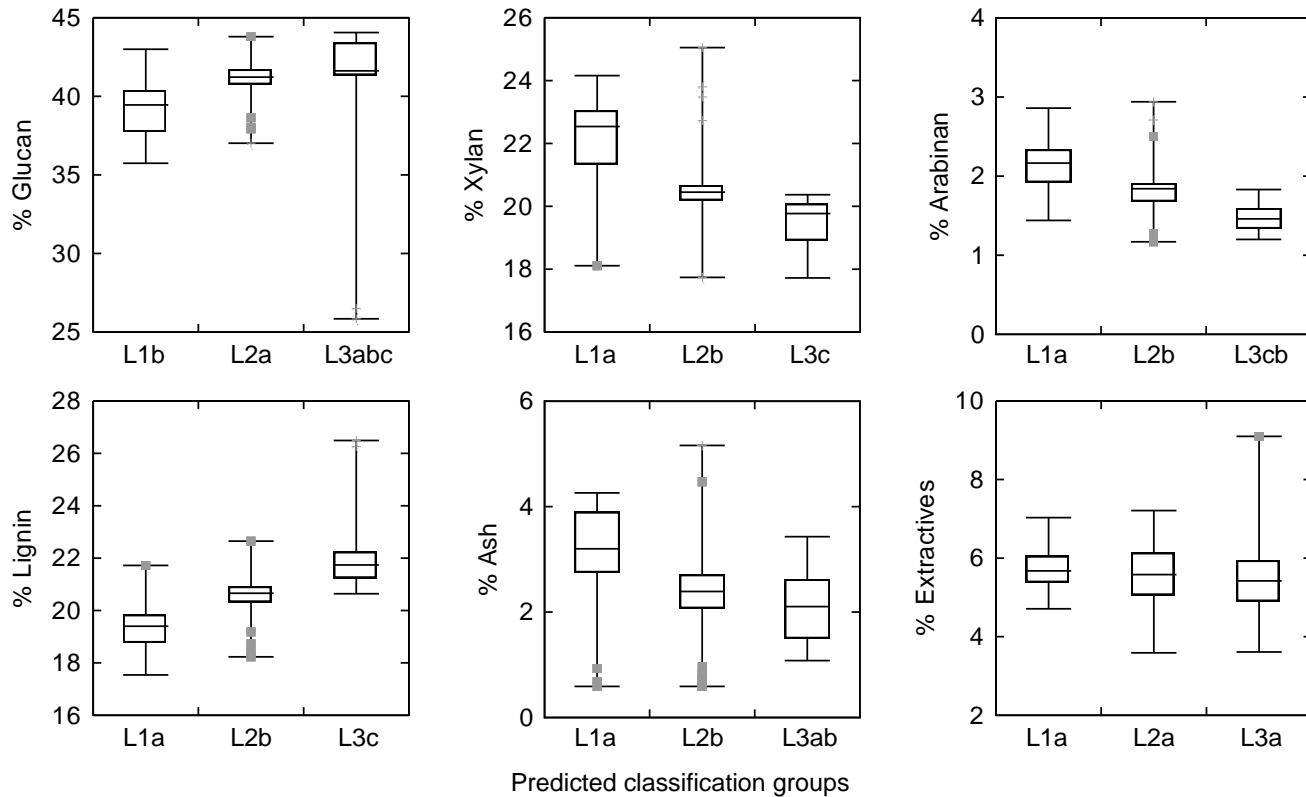 45
40
35
30
25
% Glucan
L1b L2a L3abc
26
24
22
20
18
16
% Xylan
L1a L2b L3c
4
3
2
1
0
% Arabinan
L1a L2b L3cb
28
26
24
22
20
18
16
% Lignin
L1a L2b L3c
6
4
2
0
% Ash
L1a L2b L3ab
10
8
6
4
2
% Extractives
L1a L2a L3a
Predicted classification groups